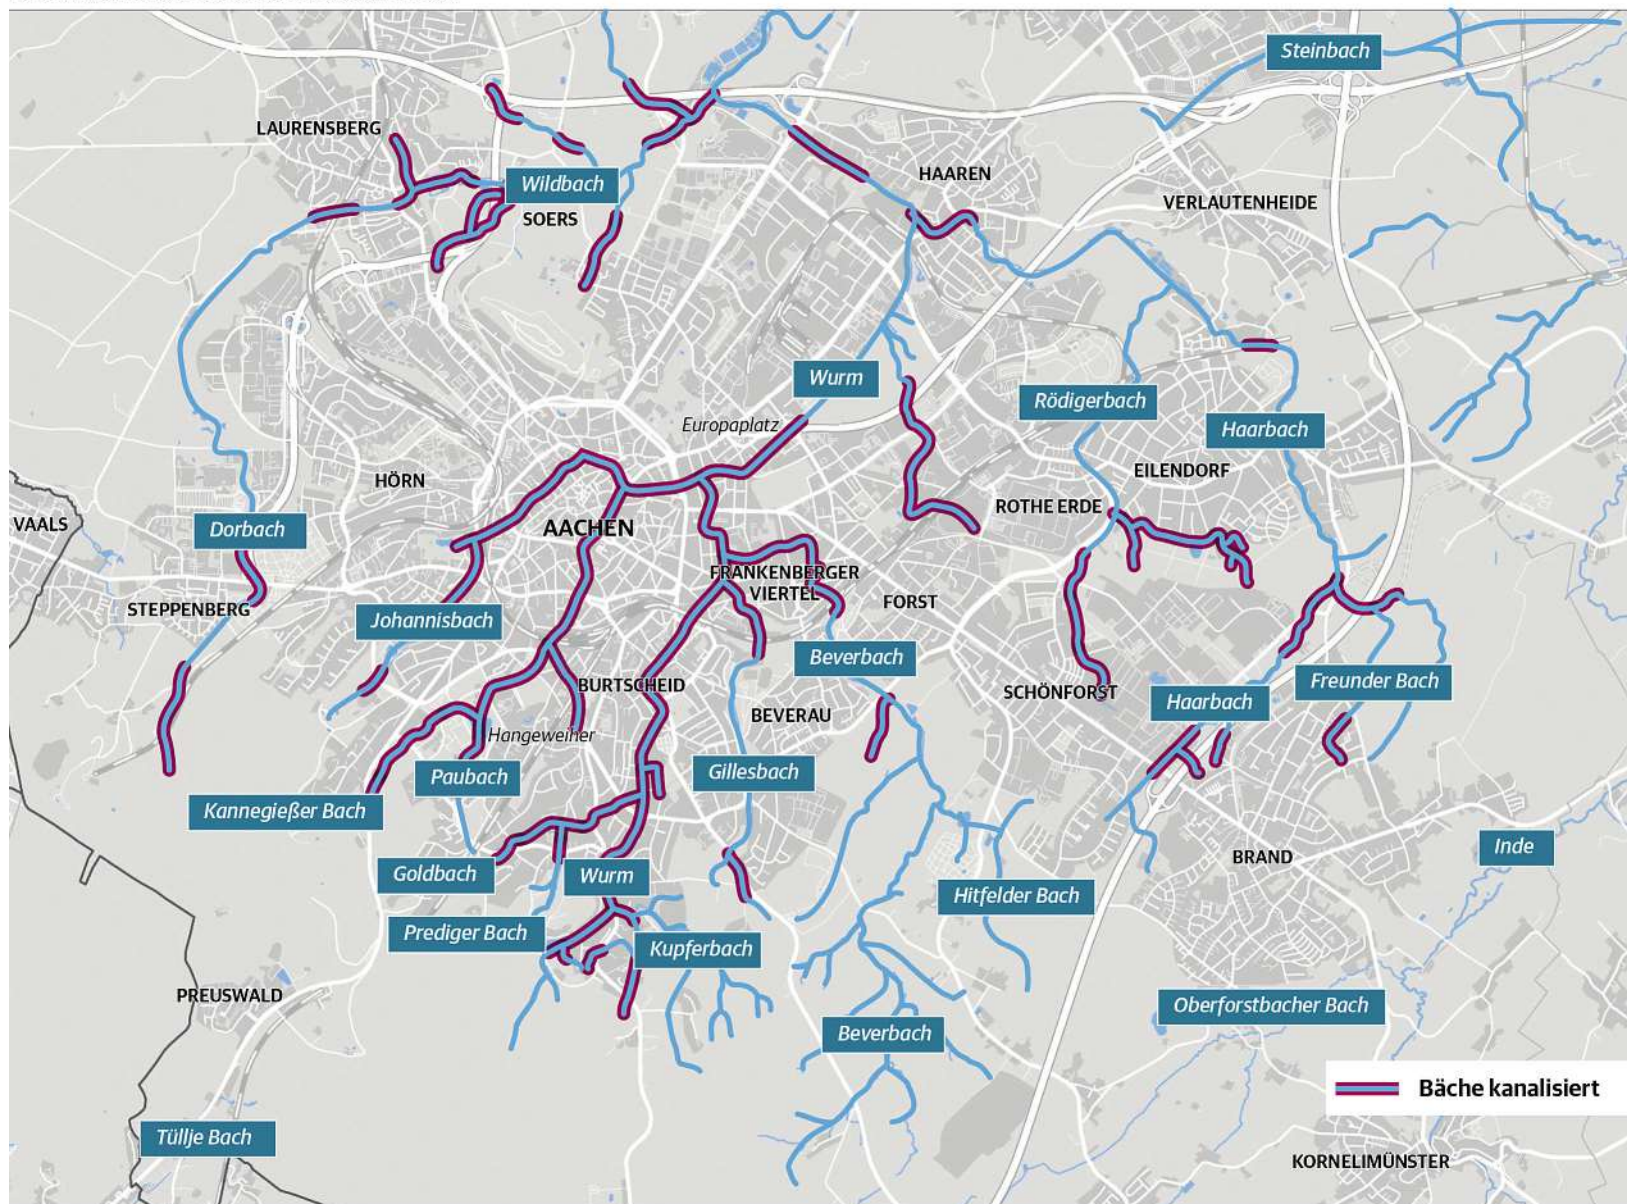 Steinbach
LAURENSBERG
HAAREN
Wildbach
SOERS
VERLAUTENHEIDE
Wurm
Rödigerbach
Europaplatz
Haarbach
HÖRN
EILENDORF
ROTHE ERDE
VAALS
Dorbach
AACHEN
FRANKENBERGER
VIERTEL
FORST
STEPPENBERG
Johannisbach
Beverbach
BURTSCHEID
SCHÖNFORST
Freunder Bach
Haarbach
BEVERAU
Hangeweiher
Paubach
Gillesbach
Kannegießer Bach
Inde
BRAND
Goldbach
Wurm
Hitfelder Bach
Prediger Bach
Kupferbach
PREUSWALD
Oberforstbacher Bach
Beverbach
Bäche kanalisiert
Tüllje Bach
KORNELIMÜNSTER